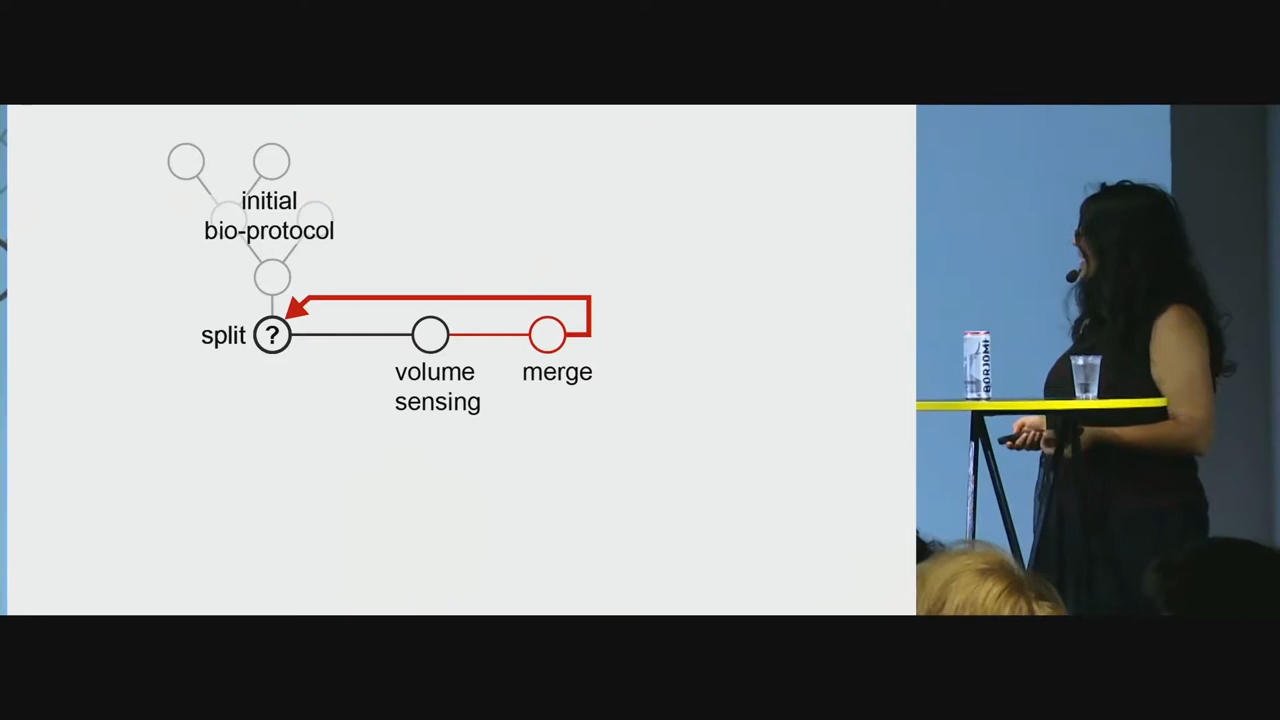 initial
bio-protocol
split
?
volume
sensing
merge
BORJOMI